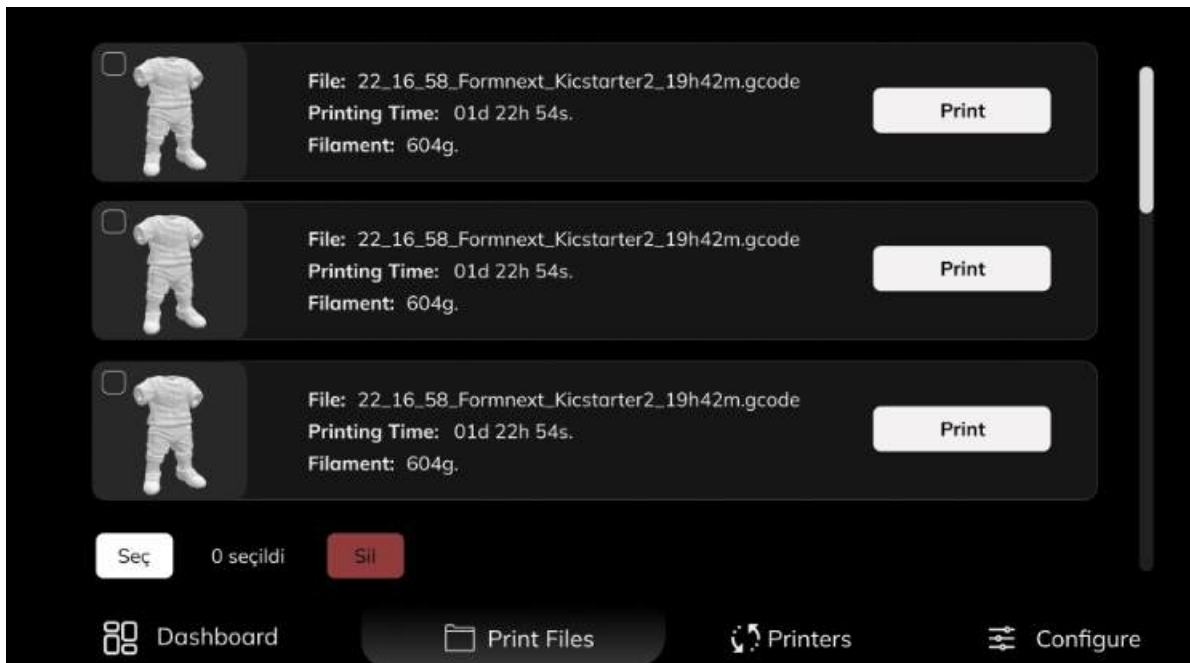 File: 22_16_58_Formnext_Kicstarter2_19h42m.gcode
Printing Time: 01d 22h 54s.
Filament: 604g.
Print
File: 22_16_58_Formnext_Kicstarter2_19h42m.gcode
Printing Time: 01d 22h 54s.
Filament: 604g.
Print
File: 22_16_58_Formnext_Kicstarter2_19h42m.gcode
Printing Time: 01d 22h 54s.
Filament: 604g.
Print
Seç 0 seçildi Sil
Dashboard Print Files Printers Configure